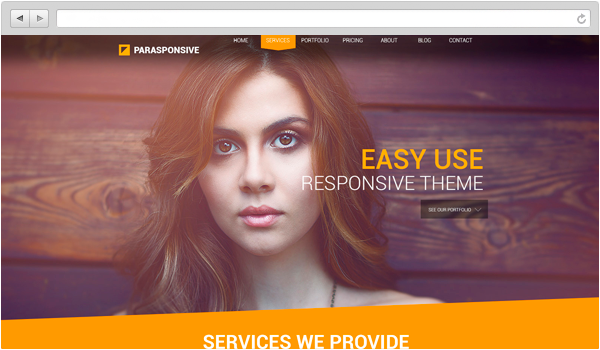 PARASPONSIVE
HOME SERVICES PORTFOLIO PRICING ABOUT BLOG CONTACT
EASY USE
RESPONSIVE THEME
SEE OUR PORTFOLIO
SERVICES WE PROVIDE